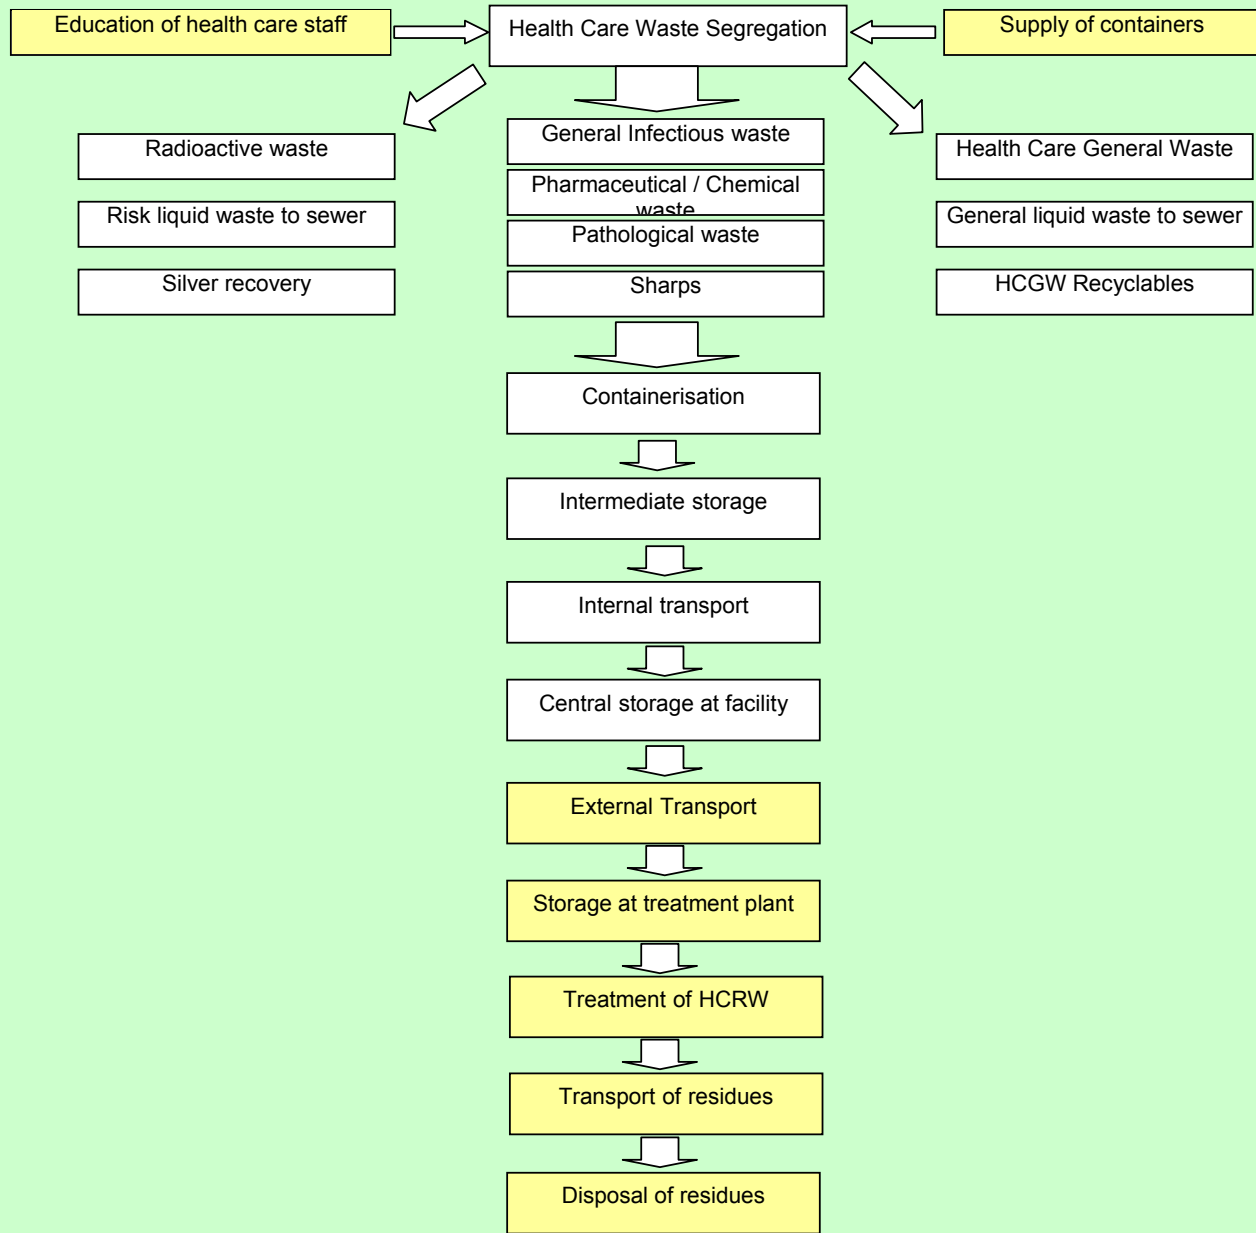 Education of health care staff
Health Care Waste Segregation
Supply of containers
Radioactive waste
General Infectious waste
Health Care General Waste
Pharmaceutical / Chemical
waste
Risk liquid waste to sewer
Pathological waste
General liquid waste to sewer
Silver recovery
Sharps
HCGW Recyclables
Containerisation
Intermediate storage
Internal transport
Central storage at facility
External Transport
Storage at treatment plant
Treatment of HCRW
Transport of residues
Disposal of residues